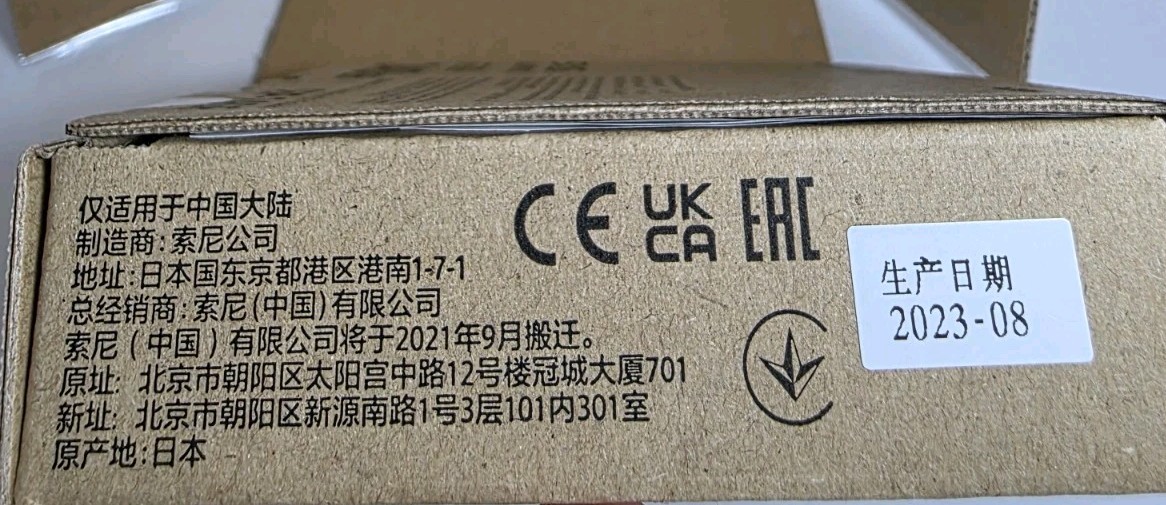 仅适用于中国大陆
制造商:索尼公司
地址:日本国东京都港区港南1-7-1
总经销商:索尼(中国)有限公司
索尼(中国)有限公司将于2021年9月搬迁。
原址: 北京市朝阳区太阳宫中路12号楼冠城大厦701
新址: 北京市朝阳区新源南路1号3层101内301室
原产地:日本
CE UK
CA EAC
生产日期
2023-08